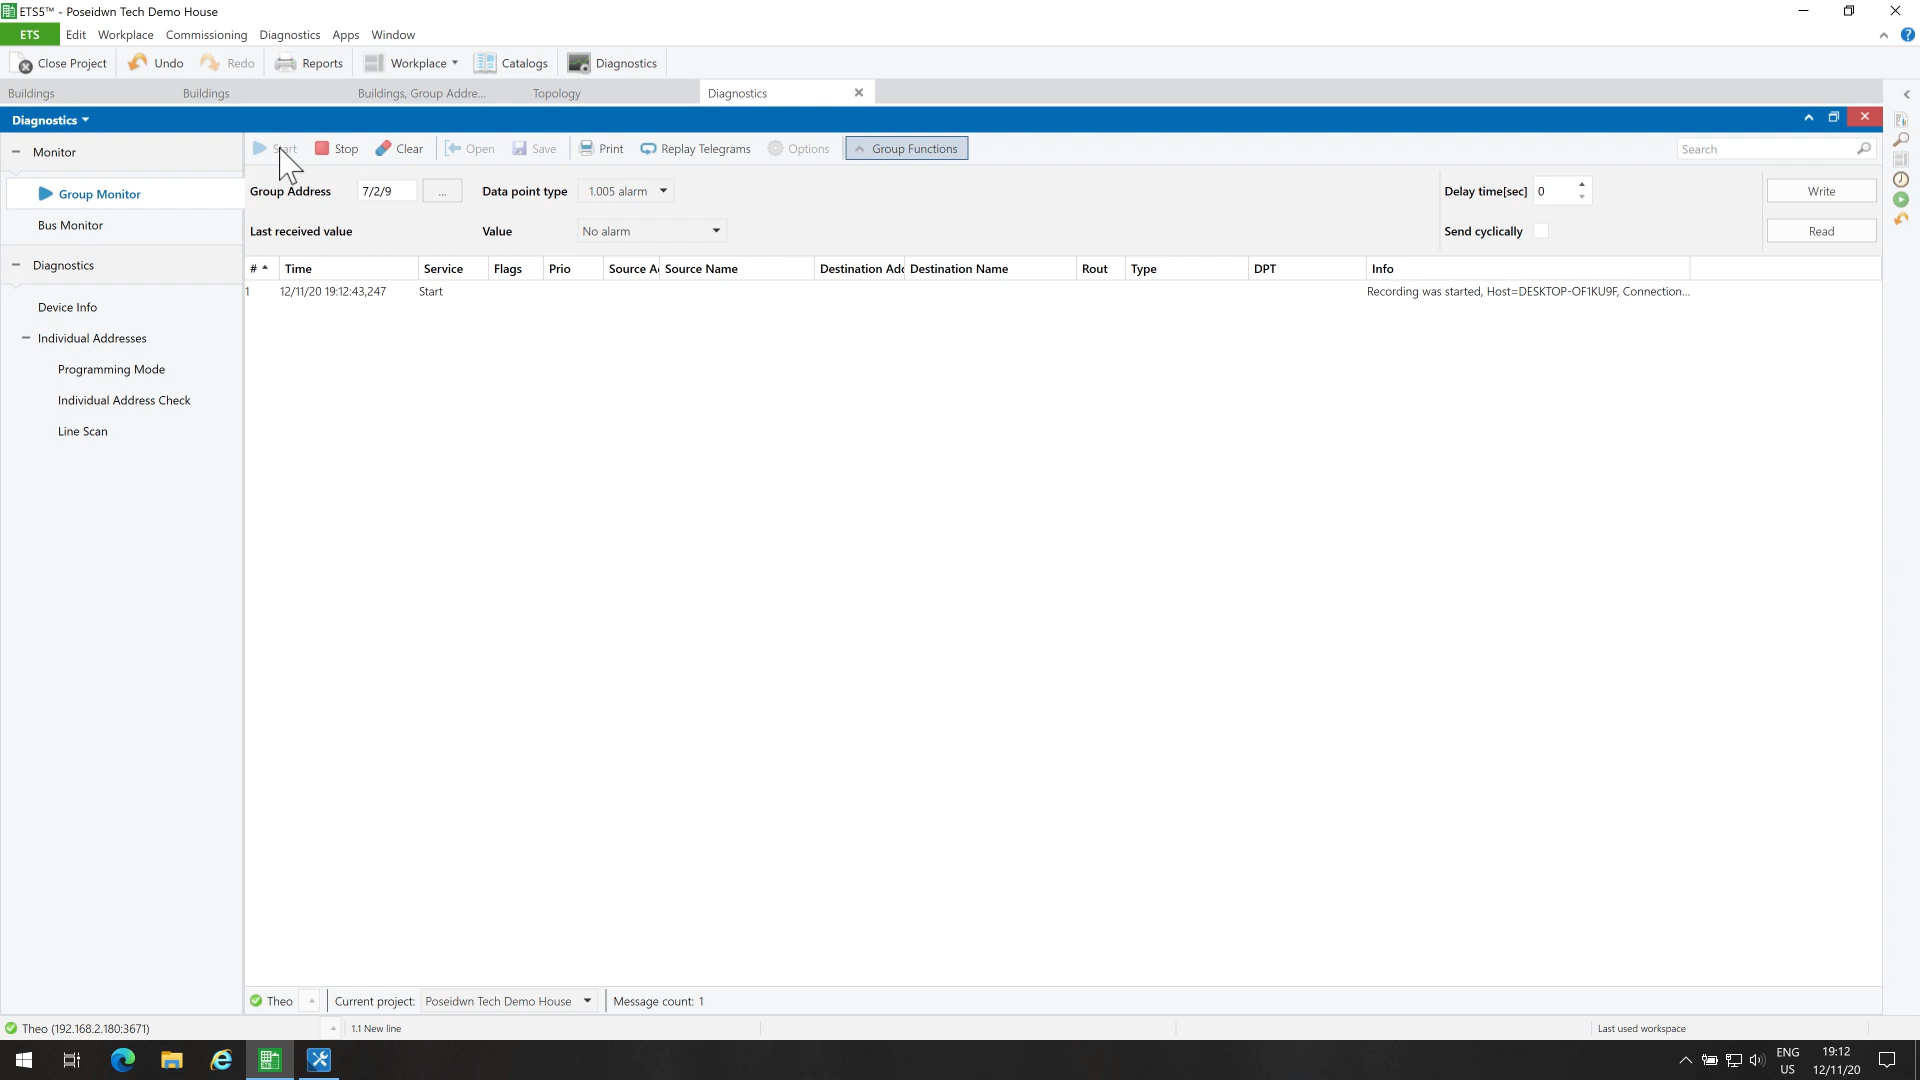 ETS5™ - Poseidwn Tech Demo House
ETS Edit Workplace Commissioning Diagnostics Apps Window
Close Project Undo Redo Reports Workplace Catalogs Diagnostics
Buildings Buildings Buildings, Group Addre... Topology Diagnostics
Diagnostics
Monitor
Group Monitor
Bus Monitor
Diagnostics
Device Info
Individual Addresses
Programming Mode
Individual Address Check
Line Scan
Start Stop Clear Open Save Print Replay Telegrams Options Group Functions Search
Group Address 7/2/9 ... Data point type 1.005 alarm Delay time[sec] 0 Write
Last received value Value No alarm Send cyclically Read
# Time Service Flags Prio Source Ad Source Name Destination Add Destination Name Rout Type DPT Info
1 12/11/20 19:12:43,247 Start Recording was started, Host=DESKTOP-OF1KU9F, Connection...
Theo Current project: Poseidwn Tech Demo House Message count: 1
Theo (192.168.2.180:3671) 1.1 New line Last used workspace
ENG 19:12
US 12/11/20